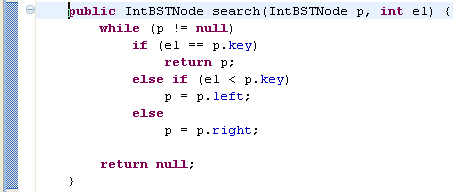 public IntBSTNode search(IntBSTNode p, int el) {
while (p != null)
if (el == p.key)
return p;
else if (el < p.key)
p = p.left;
else
p = p.right;
return null;
}